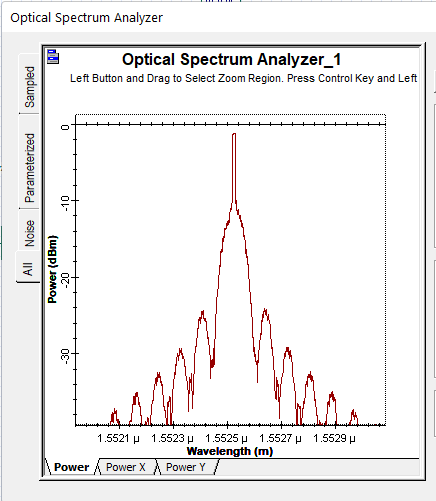 Optical Spectrum Analyzer
Optical Spectrum Analyzer_1
Left Button and Drag to Select Zoom Region. Press Control Key and Left
Sampled
Parameterized
Noise
All
Power (dBm)
0
-10
-20
-30
1.5521 µ 1.5523 µ 1.5525 µ 1.5527 µ 1.5529 µ
Wavelength (m)
Power Power X Power Y